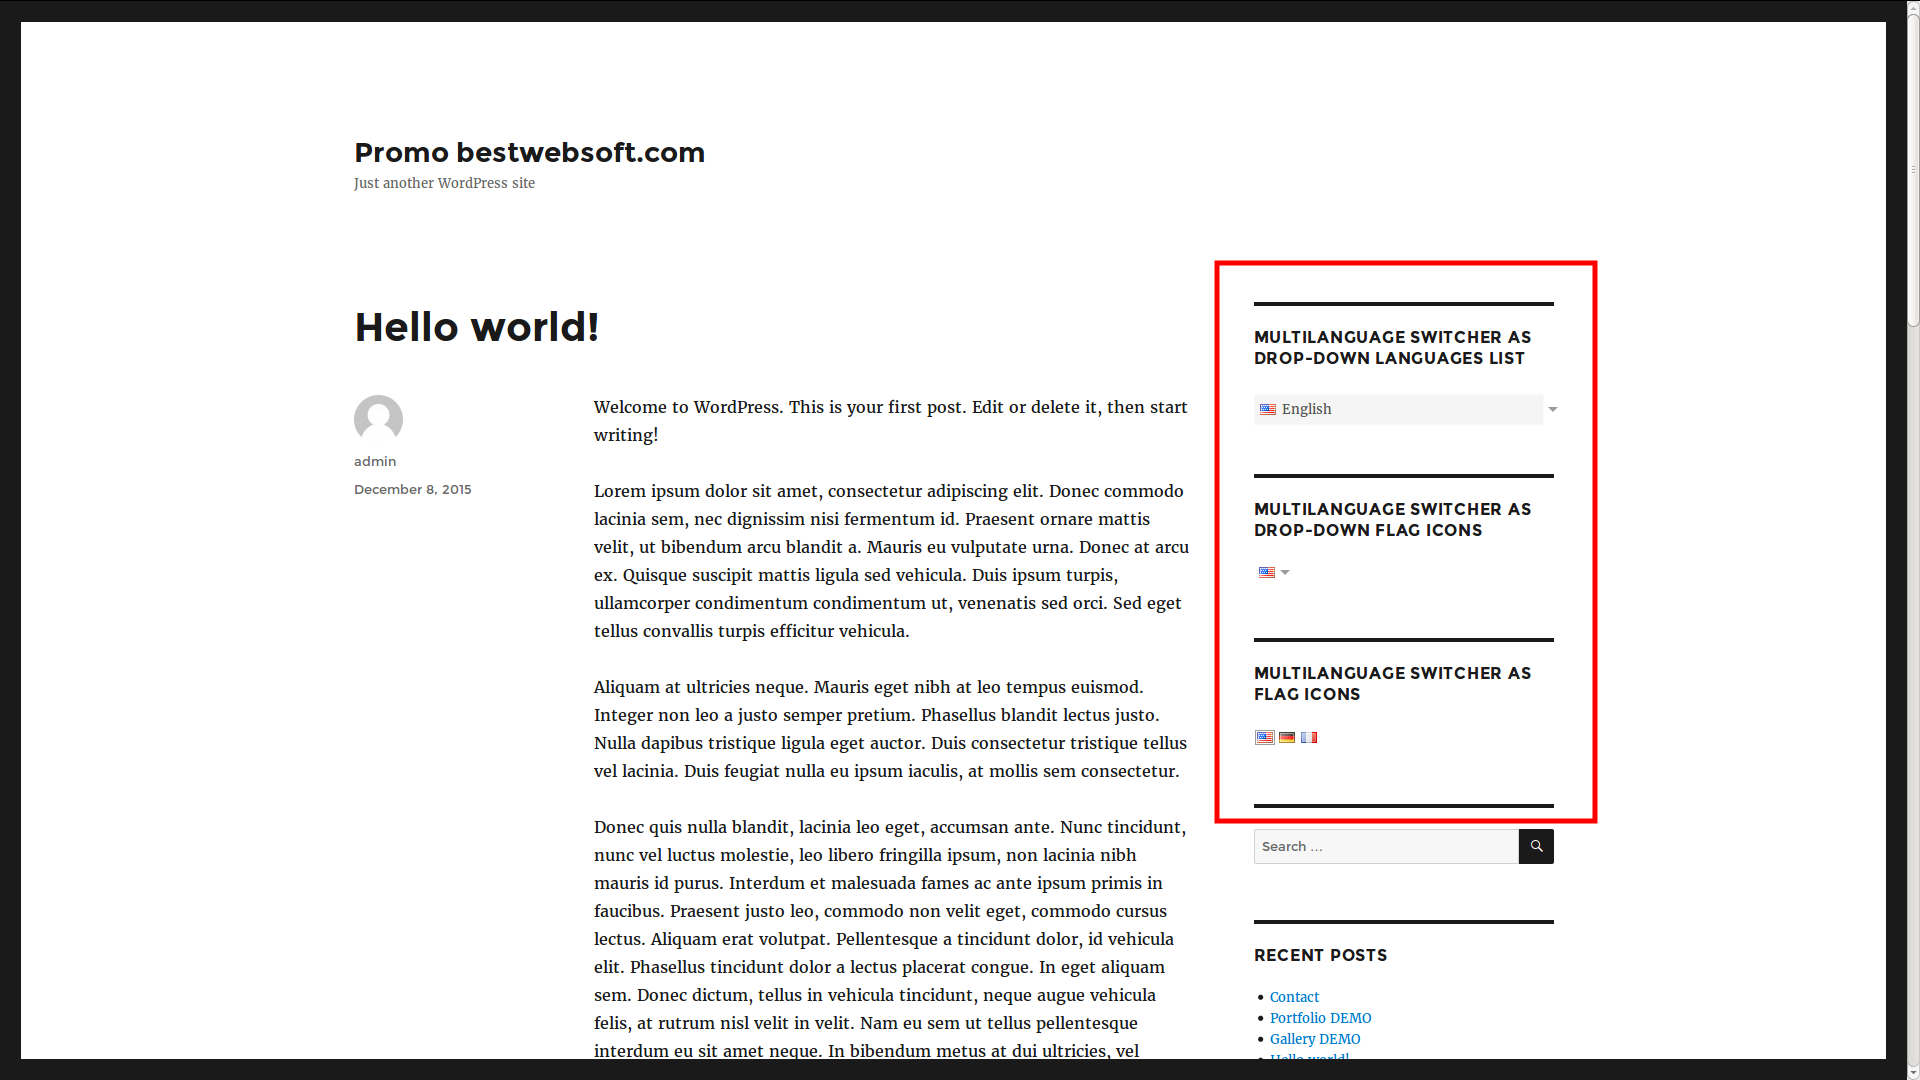 Promo bestwebsoft.com
Just another WordPress site
Hello world!
admin
December 8, 2015
Welcome to WordPress. This is your first post. Edit or delete it, then start
writing!
Lorem ipsum dolor sit amet, consectetur adipiscing elit. Donec commodo
lacinia sem, nec dignissim nisi fermentum id. Praesent ornare mattis
velit, ut bibendum arcu blandit a. Mauris eu vulputate urna. Donec at arcu
ex. Quisque suscipit mattis ligula sed vehicula. Duis ipsum turpis,
ullamcorper condimentum condimentum ut, venenatis sed orci. Sed eget
tellus convallis turpis efficitur vehicula.
Aliquam at ultricies neque. Mauris eget nibh at leo tempus euismod.
Integer non leo a justo semper pretium. Phasellus blandit lectus justo.
Nulla dapibus tristique ligula eget auctor. Duis consectetur tristique tellus
vel lacinia. Duis feugiat nulla eu ipsum iaculis, at mollis sem consectetur.
Donec quis nulla blandit, lacinia leo eget, accumsan ante. Nunc tincidunt,
nunc vel luctus molestie, leo libero fringilla ipsum, non lacinia nibh
mauris id purus. Interdum et malesuada fames ac ante ipsum primis in
faucibus. Praesent justo leo, commodo non velit eget, commodo cursus
lectus. Aliquam erat volutpat. Pellentesque a tincidunt dolor, id vehicula
elit. Phasellus tincidunt dolor a lectus placerat congue. In eget aliquam
sem. Donec dictum, tellus in vehicula tincidunt, neque augue vehicula
felis, at rutrum nisl velit in velit. Nam eu sem ut tellus pellentesque
interdum eu sit amet neque. In bibendum metus at dui ultricies, vel
MULTILANGUAGE SWITCHER AS
DROP-DOWN LANGUAGES LIST
English
MULTILANGUAGE SWITCHER AS
DROP-DOWN FLAG ICONS
MULTILANGUAGE SWITCHER AS
FLAG ICONS
Search ...
RECENT POSTS
Contact
Portfolio DEMO
Gallery DEMO
Hello world!